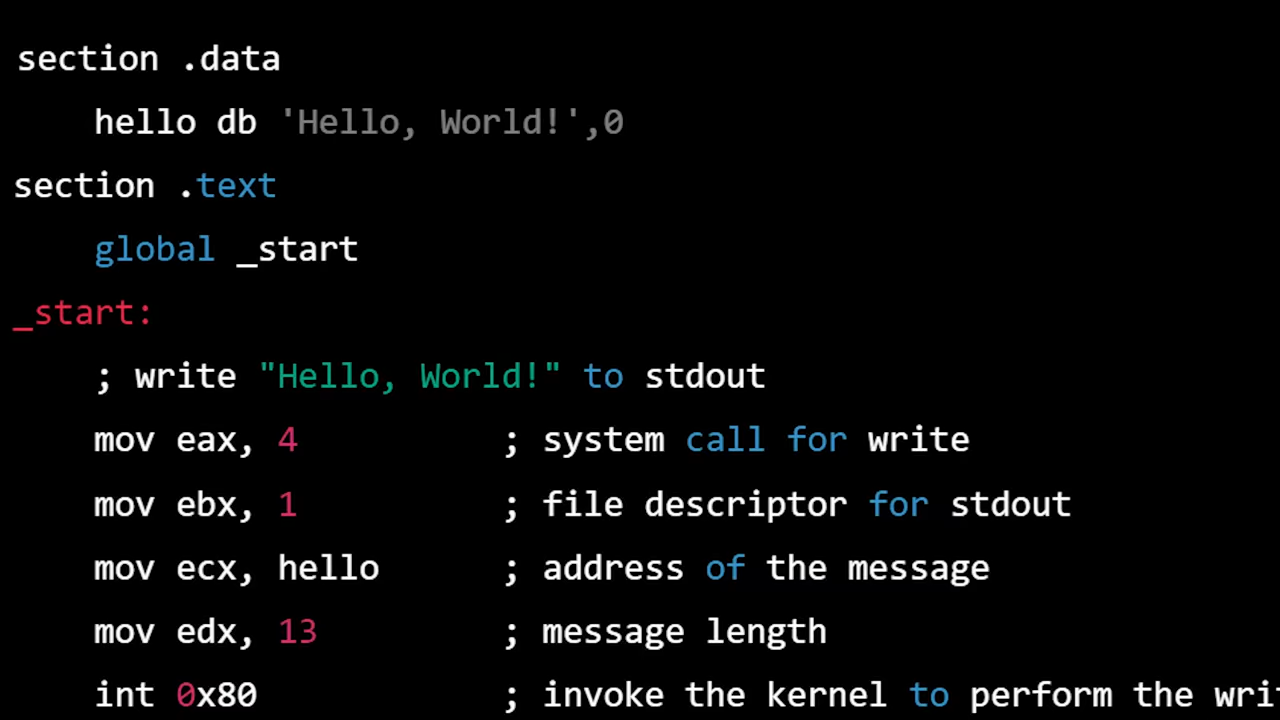 section .data
hello db 'Hello, World!',0
section .text
global _start
_start:
; write "Hello, World!" to stdout
mov eax, 4 ; system call for write
mov ebx, 1 ; file descriptor for stdout
mov ecx, hello ; address of the message
mov edx, 13 ; message length
int 0x80 ; invoke the kernel to perform the wri